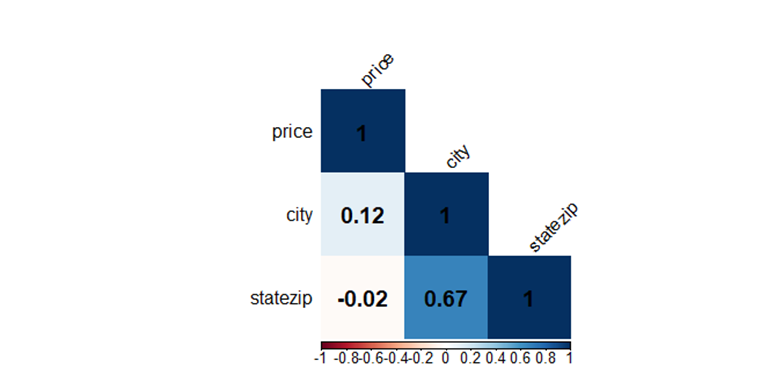 price
price 1
city
city 0.12 1
statezip
statezip -0.02 0.67 1
-1 -0.8 -0.6 -0.4 -0.2 0 0.2 0.4 0.6 0.8 1